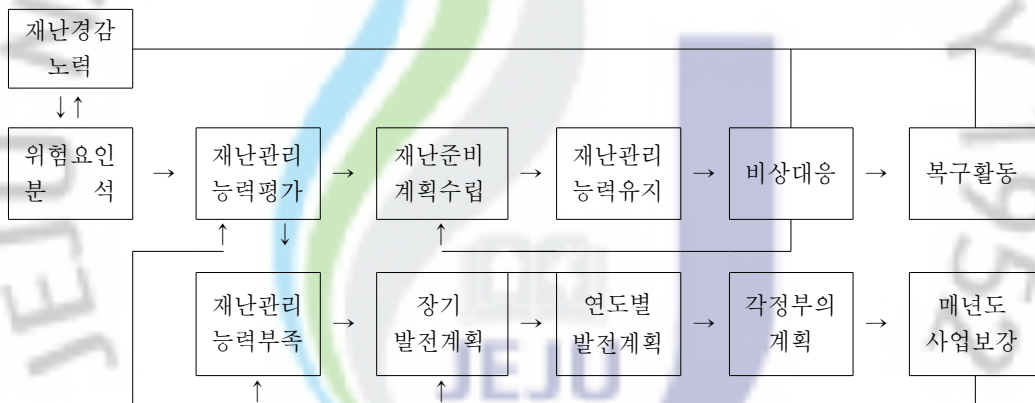 재난경감
노력
↓↑
위험요인
분 석
→
재난관리
능력평가
→
재난준비
계획수립
→
재난관리
능력유지
→
비상대응
→
복구활동
↑
↓
↑
재난관리
능력부족
→
장기
발전계획
→
연도별
발전계획
→
각정부의
계획
→
매년도
사업보강
↑
↑
JEJU
1952
JEJU